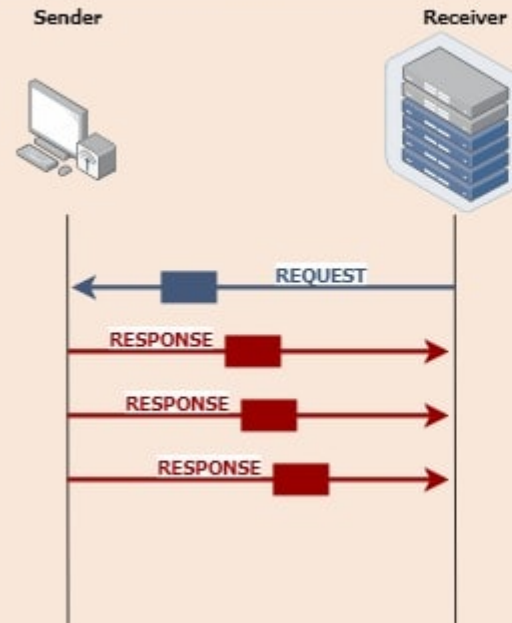 Sender
Receiver
REQUEST
RESPONSE
RESPONSE
RESPONSE